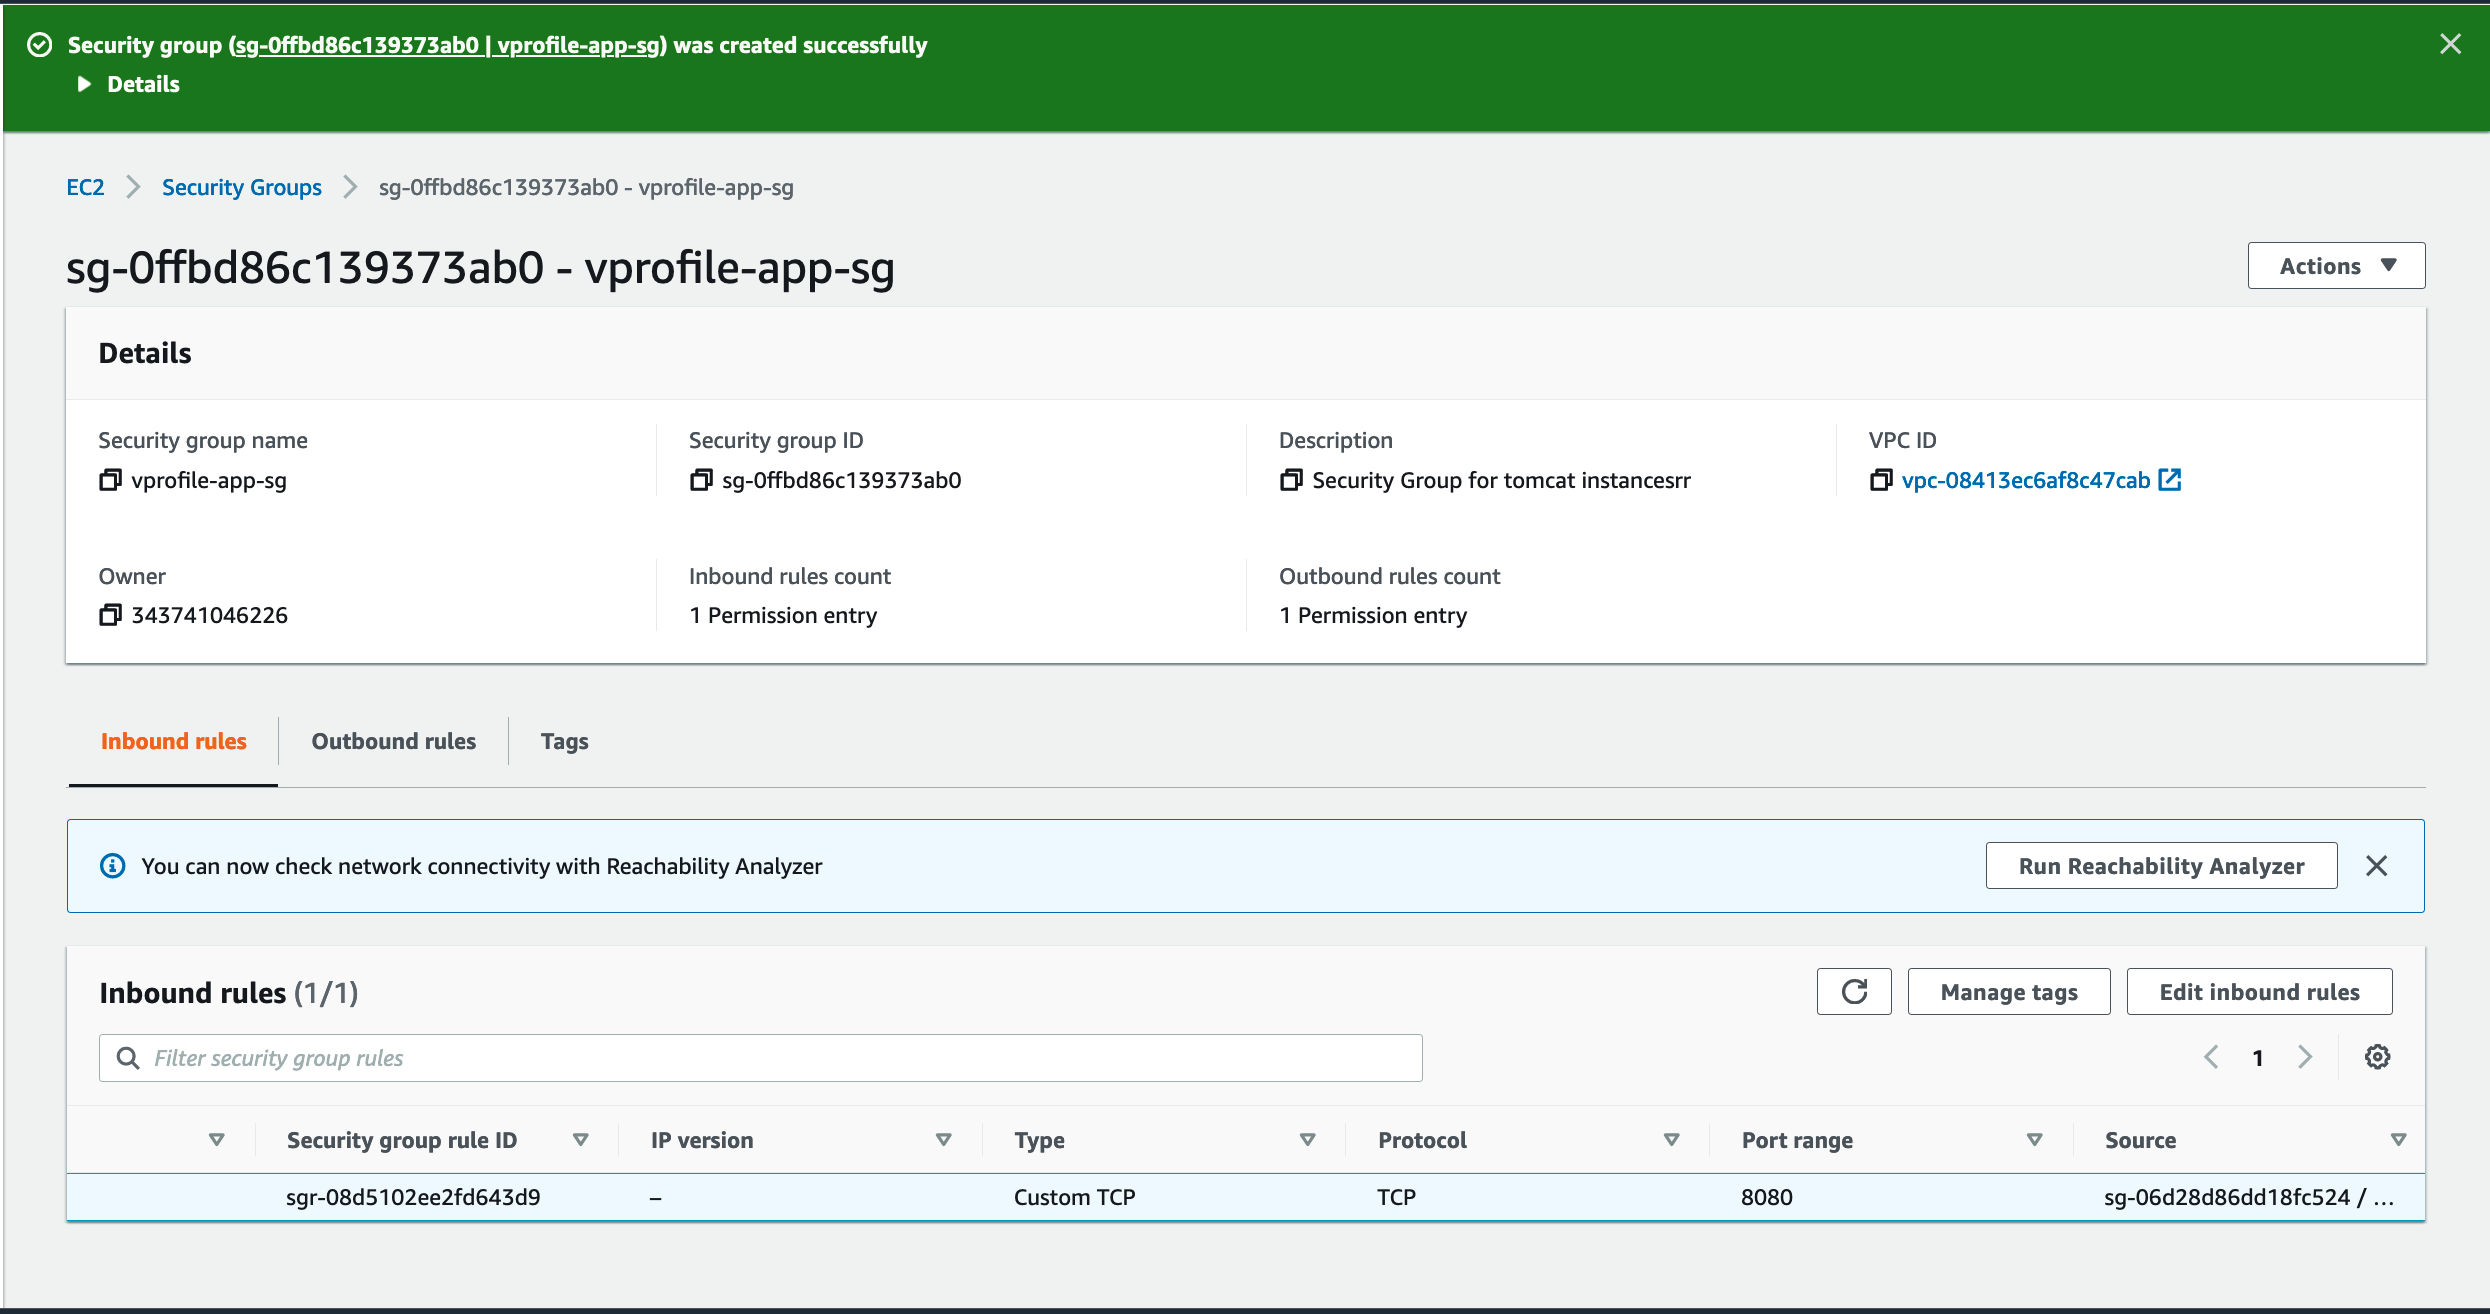 Security group (sg-0ffbd86c139373ab0 | vprofile-app-sg) was created successfully
Details
EC2 Security Groups sg-0ffbd86c139373ab0 - vprofile-app-sg
sg-0ffbd86c139373ab0 - vprofile-app-sg
Actions
Details
Security group name Security group ID Description VPC ID
vprofile-app-sg sg-0ffbd86c139373ab0 Security Group for tomcat instancesrr vpc-08413ec6af8c47cab
Owner Inbound rules count Outbound rules count
343741046226 1 Permission entry 1 Permission entry
Inbound rules Outbound rules Tags
You can now check network connectivity with Reachability Analyzer Run Reachability Analyzer
Inbound rules (1/1) Manage tags Edit inbound rules
Filter security group rules 1
Security group rule ID IP version Type Protocol Port range Source
sgr-08d5102ee2fd643d9 – Custom TCP TCP 8080 sg-06d28d86dd18fc524 / ...